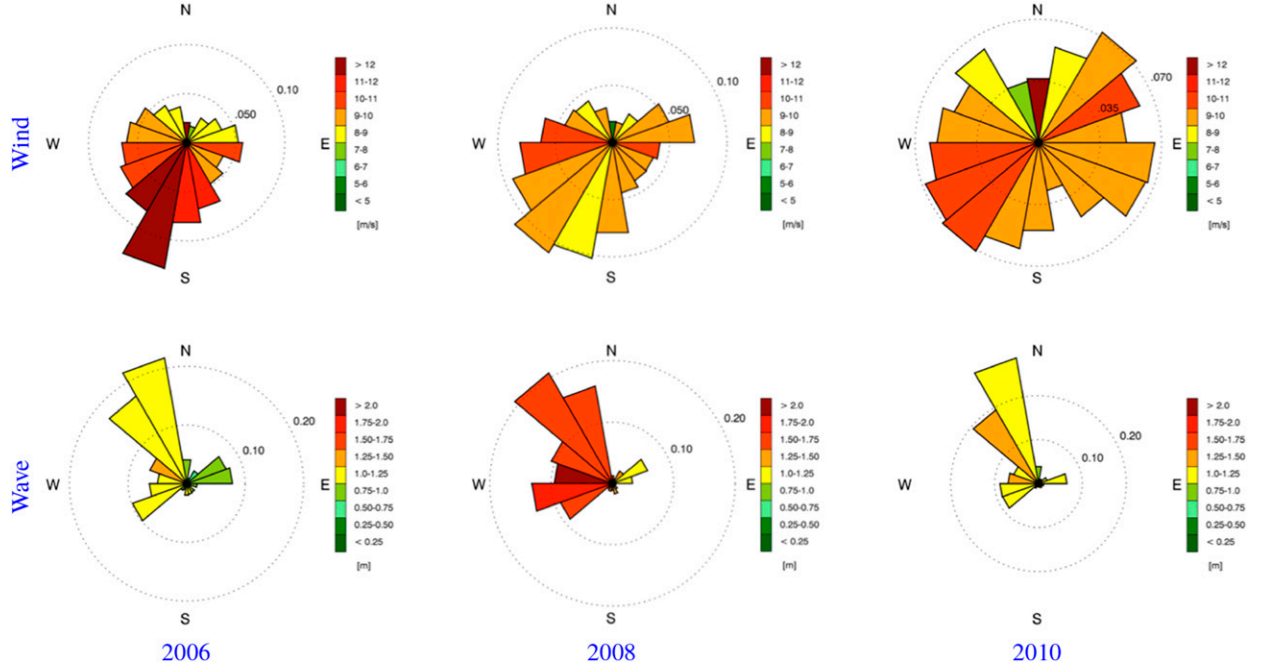 N
N
N
W
E
S
0.10
.050
> 12
11-12
10-11
9-10
8-9
7-8
6-7
5-6
< 5
[m/s]
W
E
S
0.10
.050
> 12
11-12
10-11
9-10
8-9
7-8
6-7
5-6
< 5
[m/s]
W
E
S
.070
.035
> 12
11-12
10-11
9-10
8-9
7-8
6-7
5-6
< 5
[m/s]
Wind
N
W
E
S
0.20
0.10
> 2.0
1.75-2.0
1.50-1.75
1.25-1.50
1.0-1.25
0.75-1.0
0.50-0.75
0.25-0.50
< 0.25
[m]
N
W
E
S
0.20
0.10
> 2.0
1.75-2.0
1.50-1.75
1.25-1.50
1.0-1.25
0.75-1.0
0.50-0.75
0.25-0.50
< 0.25
[m]
N
W
E
S
0.20
0.10
> 2.0
1.75-2.0
1.50-1.75
1.25-1.50
1.0-1.25
0.75-1.0
0.50-0.75
0.25-0.50
< 0.25
[m]
Wave
2006
2008
2010